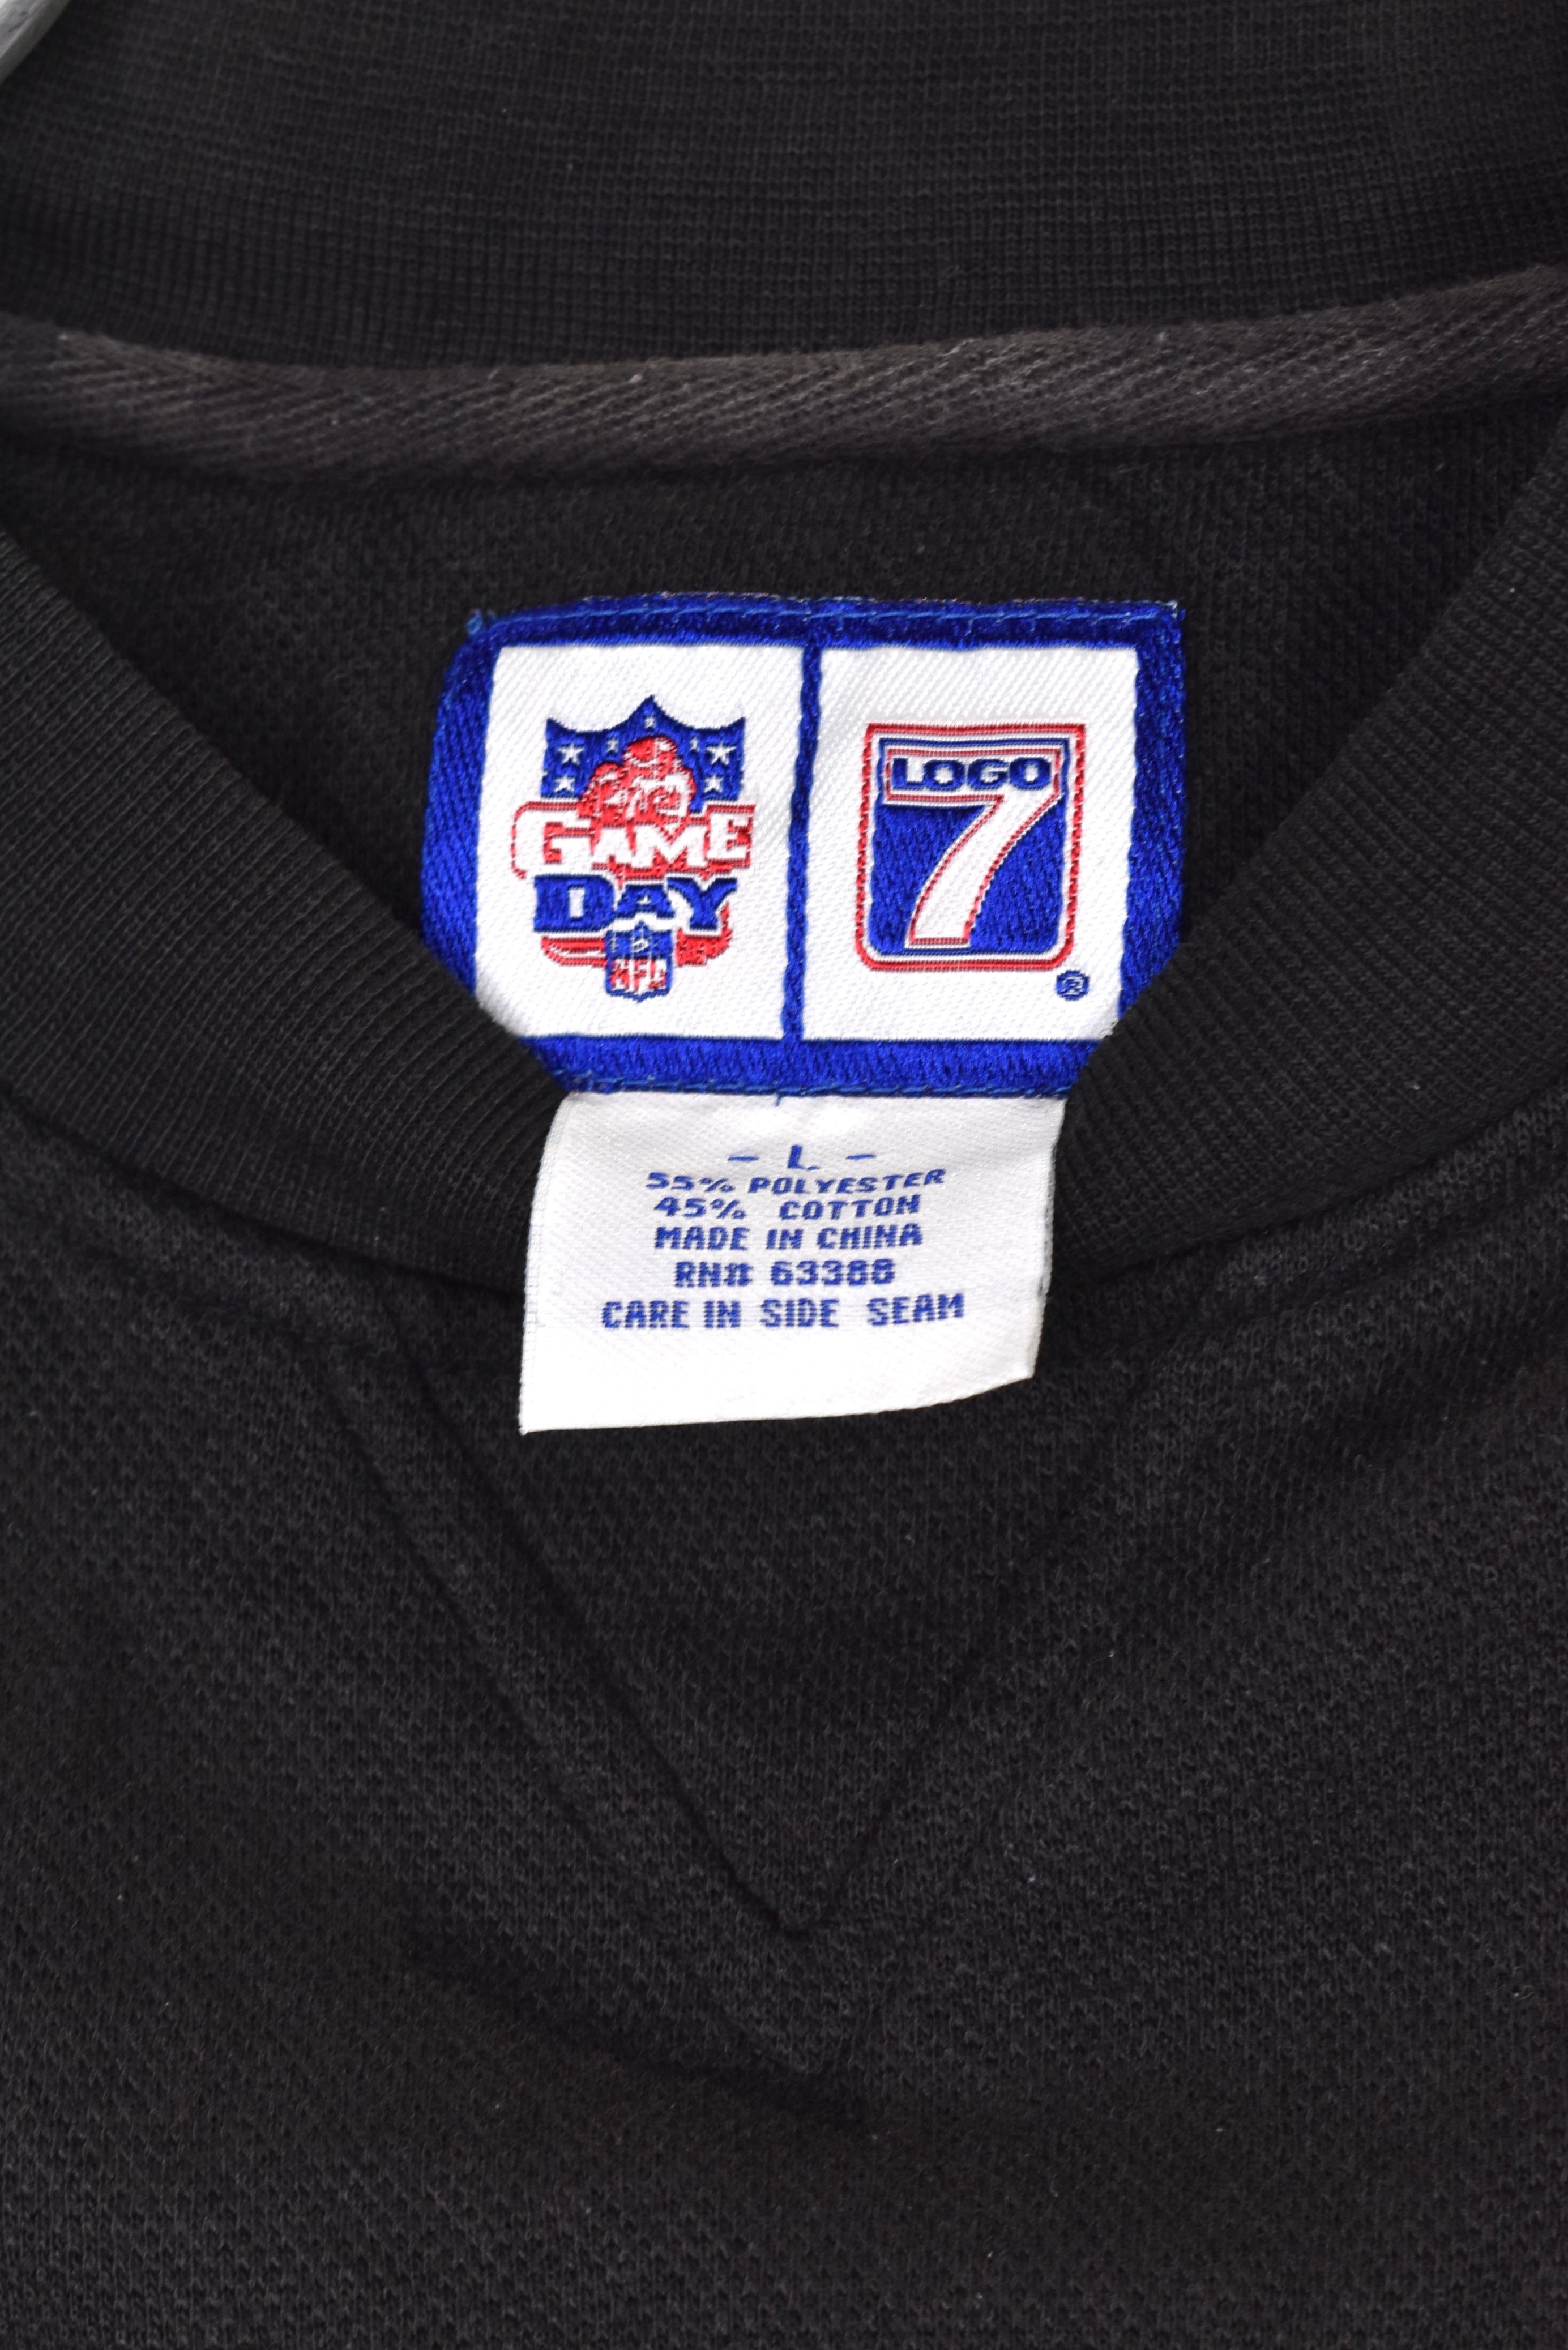 GAME
DAY
NFL
LOGO
7
®
- L -
55% POLYESTER
45% COTTON
MADE IN CHINA
RN# 63388
CARE IN SIDE SEAM